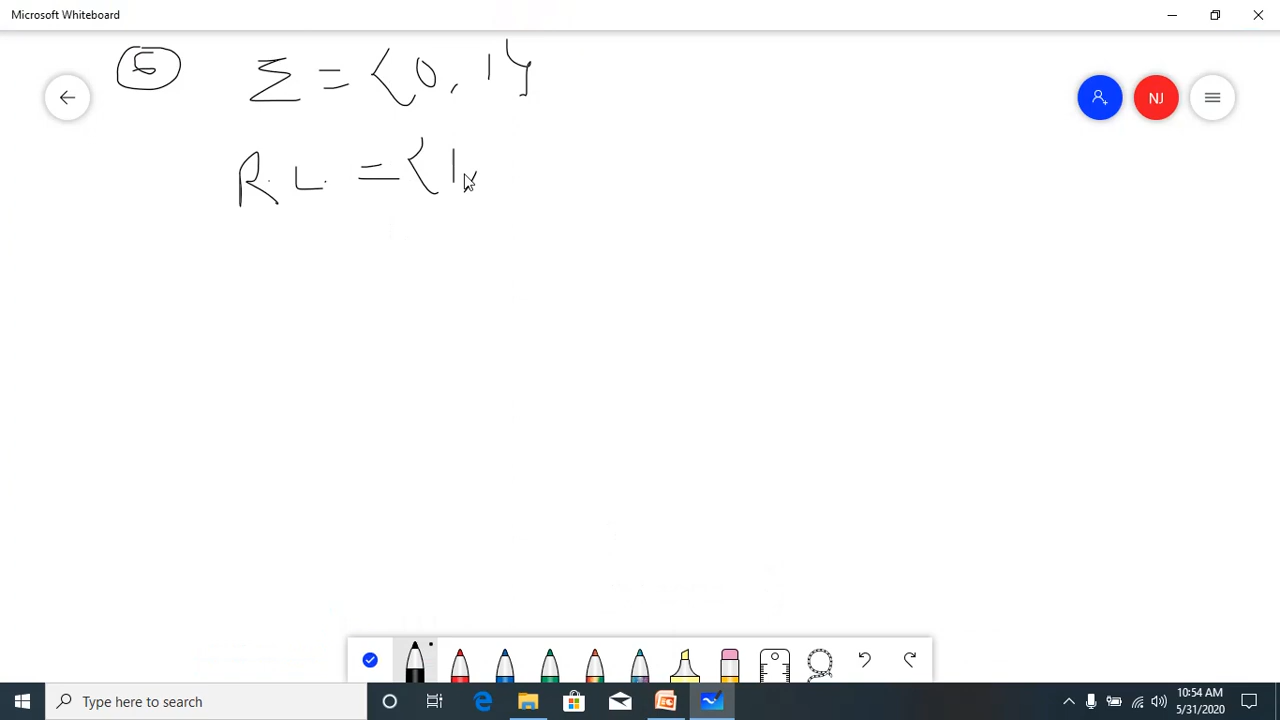 Microsoft Whiteboard
⑤ Σ = {0, 1}
R.L. = {1,
NJ
Type here to search
10:54 AM
5/31/2020